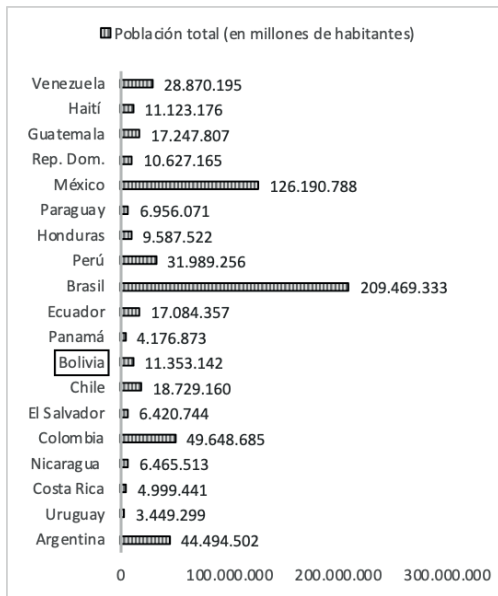 Población total (en millones de habitantes)
Venezuela 28.870.195
Haití 11.123.176
Guatemala 17.247.807
Rep. Dom. 10.627.165
México 126.190.788
Paraguay 6.956.071
Honduras 9.587.522
Perú 31.989.256
Brasil 209.469.333
Ecuador 17.084.357
Panamá 4.176.873
Bolivia 11.353.142
Chile 18.729.160
El Salvador 6.420.744
Colombia 49.648.685
Nicaragua 6.465.513
Costa Rica 4.999.441
Uruguay 3.449.299
Argentina 44.494.502
0 100.000.000 200.000.000 300.000.000